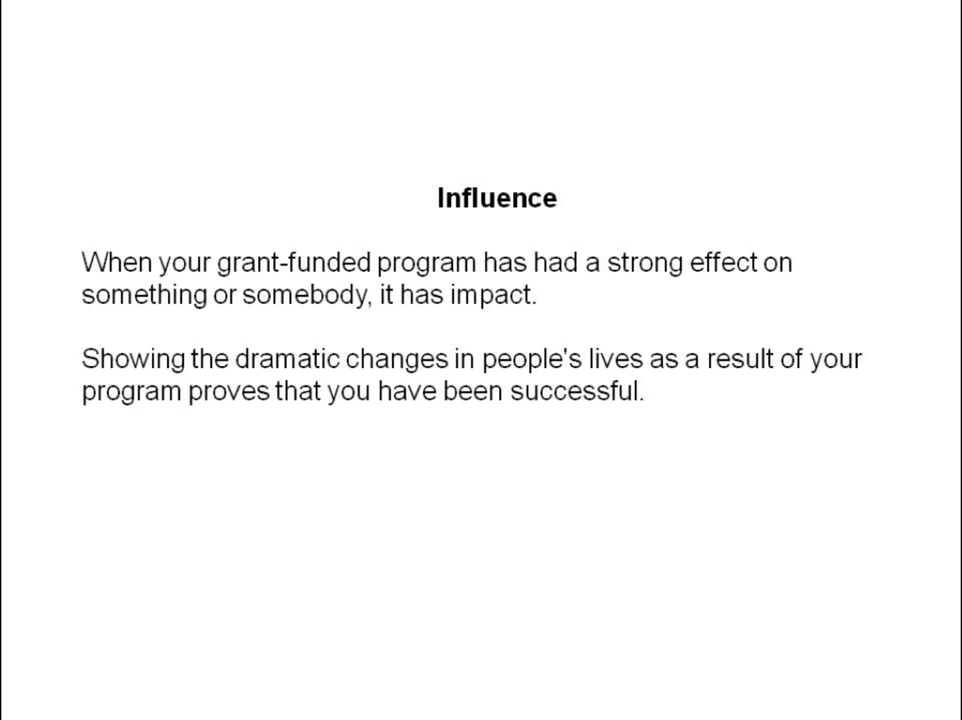 Influence
When your grant-funded program has had a strong effect on
something or somebody, it has impact.
Showing the dramatic changes in people's lives as a result of your
program proves that you have been successful.